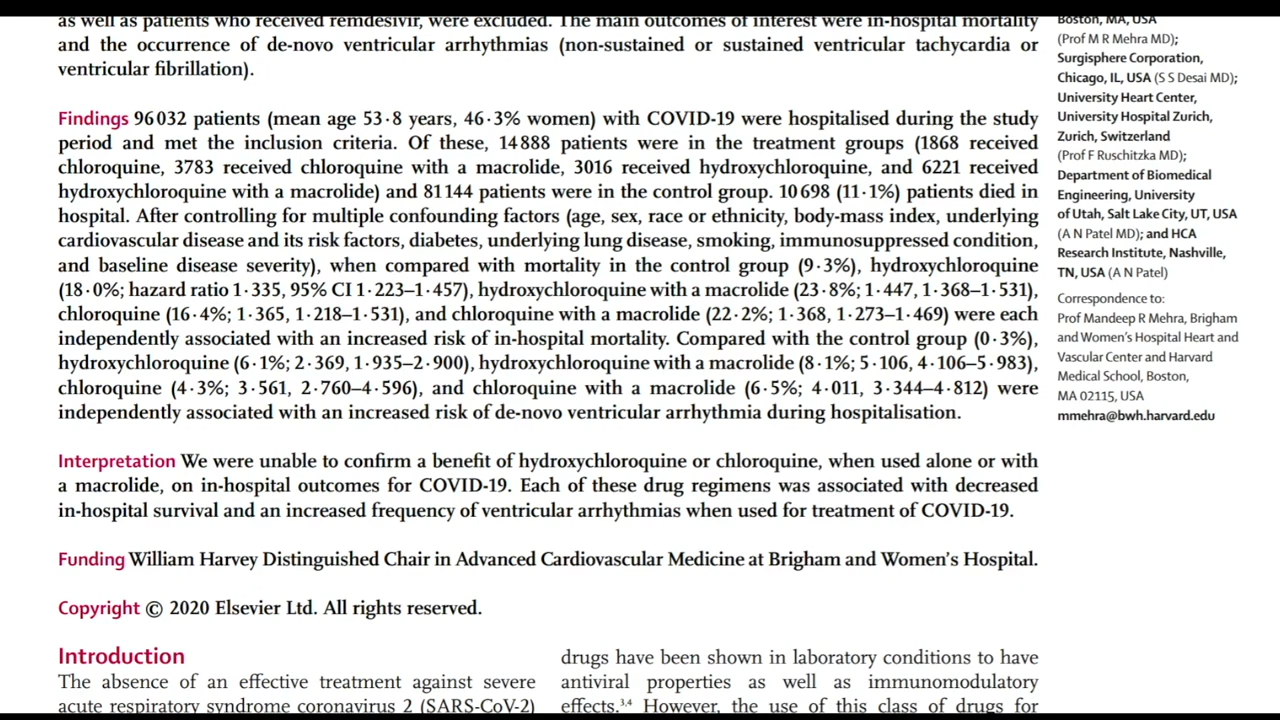 as well as patients who received remdesivir, were excluded. The main outcomes of interest were in-hospital mortality
and the occurrence of de-novo ventricular arrhythmias (non-sustained or sustained ventricular tachycardia or
ventricular fibrillation).
Findings 96 032 patients (mean age 53·8 years, 46·3% women) with COVID-19 were hospitalised during the study
period and met the inclusion criteria. Of these, 14 888 patients were in the treatment groups (1868 received
chloroquine, 3783 received chloroquine with a macrolide, 3016 received hydroxychloroquine, and 6221 received
hydroxychloroquine with a macrolide) and 81 144 patients were in the control group. 10 698 (11·1%) patients died in
hospital. After controlling for multiple confounding factors (age, sex, race or ethnicity, body-mass index, underlying
cardiovascular disease and its risk factors, diabetes, underlying lung disease, smoking, immunosuppressed condition,
and baseline disease severity), when compared with mortality in the control group (9·3%), hydroxychloroquine
(18·0%; hazard ratio 1·335, 95% CI 1·223–1·457), hydroxychloroquine with a macrolide (23·8%; 1·447, 1·368–1·531),
chloroquine (16·4%; 1·365, 1·218–1·531), and chloroquine with a macrolide (22·2%; 1·368, 1·273–1·469) were each
independently associated with an increased risk of in-hospital mortality. Compared with the control group (0·3%),
hydroxychloroquine (6·1%; 2·369, 1·935–2·900), hydroxychloroquine with a macrolide (8·1%; 5·106, 4·106–5·983),
chloroquine (4·3%; 3·561, 2·760–4·596), and chloroquine with a macrolide (6·5%; 4·011, 3·344–4·812) were
independently associated with an increased risk of de-novo ventricular arrhythmia during hospitalisation.
Interpretation We were unable to confirm a benefit of hydroxychloroquine or chloroquine, when used alone or with
a macrolide, on in-hospital outcomes for COVID-19. Each of these drug regimens was associated with decreased
in-hospital survival and an increased frequency of ventricular arrhythmias when used for treatment of COVID-19.
Funding William Harvey Distinguished Chair in Advanced Cardiovascular Medicine at Brigham and Women's Hospital.
Copyright © 2020 Elsevier Ltd. All rights reserved.
Introduction
The absence of an effective treatment against severe
acute respiratory syndrome coronavirus 2 (SARS-CoV-2)
drugs have been shown in laboratory conditions to have
antiviral properties as well as immunomodulatory
effects.³,⁴ However, the use of this class of drugs for
Boston, MA, USA
(Prof M R Mehra MD);
Surgisphere Corporation,
Chicago, IL, USA (S S Desai MD);
University Heart Center,
University Hospital Zurich,
Zurich, Switzerland
(Prof F Ruschitzka MD);
Department of Biomedical
Engineering, University
of Utah, Salt Lake City, UT, USA
(A N Patel MD); and HCA
Research Institute, Nashville,
TN, USA (A N Patel)
Correspondence to:
Prof Mandeep R Mehra, Brigham
and Women's Hospital Heart and
Vascular Center and Harvard
Medical School, Boston,
MA 02115, USA
mmehra@bwh.harvard.edu